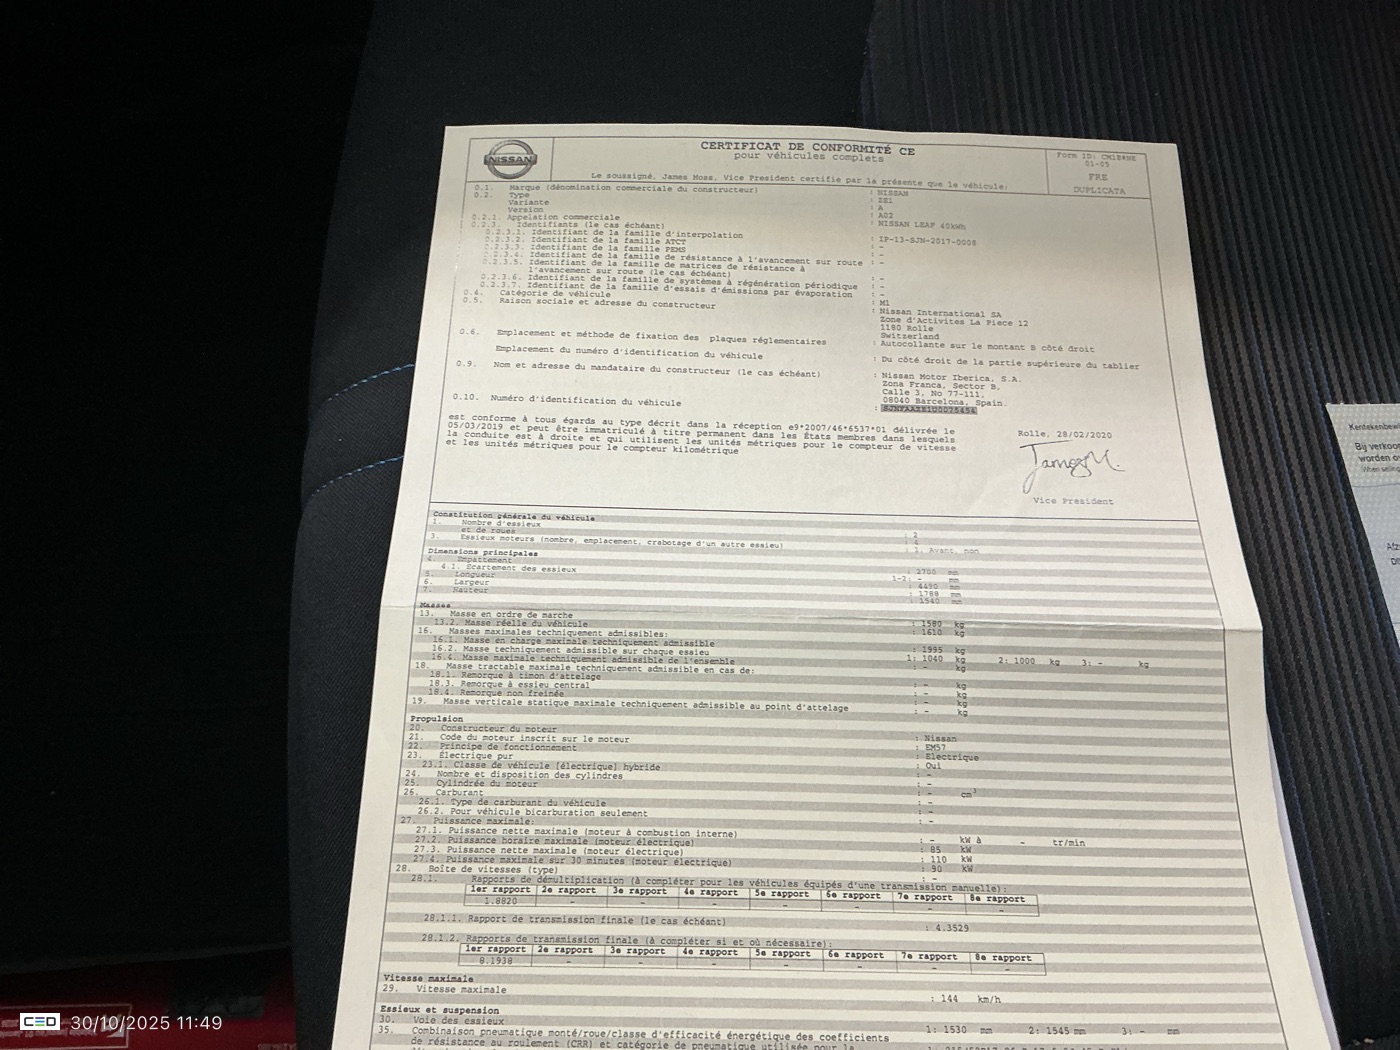 NISSAN
CERTIFICAT DE CONFORMITÉ CE
pour véhicules complets
Le soussigné, James Moss, Vice President certifie par la présente que le véhicule:
Form ID: CM1EWNE
01-05
FRE
DUPLICATA
0.1. Marque (dénomination commerciale du constructeur) : NISSAN
0.2. Type : ZE1
Variante : A
Version : A02
0.2.1. Appelation commerciale : NISSAN LEAF 40kWh
0.2.3. Identifiants (le cas échéant)
0.2.3.1. Identifiant de la famille d'interpolation : IP-13-SJN-2017-0006
0.2.3.2. Identifiant de la famille ATCT : -
0.2.3.3. Identifiant de la famille PEMS : -
0.2.3.4. Identifiant de la famille de résistance à l'avancement sur route : -
0.2.3.5. Identifiant de la famille de matrices de résistance à
l'avancement sur route (le cas échéant) : -
0.2.3.6. Identifiant de la famille de systèmes à régénération périodique : -
0.2.3.7. Identifiant de la famille d'essais d'émissions par évaporation : -
0.4. Catégorie de véhicule : M1
0.5. Raison sociale et adresse du constructeur : Nissan International SA
Zone d'Activites La Piece 12
1180 Rolle
Switzerland
0.6. Emplacement et méthode de fixation des plaques réglementaires : Autocollante sur le montant B côté droit
Emplacement du numéro d'identification du véhicule : Du côté droit de la partie supérieure du tablier
0.9. Nom et adresse du mandataire du constructeur (le cas échéant) : Nissan Motor Iberica, S.A.
Zona Franca, Sector B.
Calle 3, No 77-111,
08040 Barcelona, Spain.
0.10. Numéro d'identification du véhicule :
est conforme à tous égards au type décrit dans la réception e9*2007/46*6537*01 délivrée le
05/03/2019 et peut être immatriculé à titre permanent dans les États membres dans lesquels
la conduite est à droite et qui utilisent les unités métriques pour le compteur de vitesse
et les unités métriques pour le compteur kilométrique
Rolle, 28/02/2020
Vice President
Constitution générale du véhicule
1. Nombre d'essieux : 2
et de roues : 4
3. Essieux moteurs (nombre, emplacement, crabotage d'un autre essieu) : 1, Avant, non
Dimensions principales
4. Empattement : 2700 mm
4.1. Écartement des essieux 1-2: - mm
5. Longueur : 4490 mm
6. Largeur : 1788 mm
7. Hauteur : 1540 mm
Masses
13. Masse en ordre de marche : 1580 kg
13.2. Masse réelle du véhicule : 1610 kg
16. Masses maximales techniquement admissibles:
16.1. Masse en charge maximale techniquement admissible : 1995 kg
16.2. Masse techniquement admissible sur chaque essieu 1: 1040 kg 2: 1000 kg 3: - kg
16.4. Masse maximale techniquement admissible de l'ensemble : - kg
18. Masse tractable maximale techniquement admissible en cas de:
18.1. Remorque à timon d'attelage : - kg
18.3. Remorque à essieu central : - kg
18.4. Remorque non freinée : - kg
19. Masse verticale statique maximale techniquement admissible au point d'attelage : - kg
Propulsion
20. Constructeur du moteur : Nissan
21. Code du moteur inscrit sur le moteur : EM57
22. Principe de fonctionnement : Electrique
23. Électrique pur : Oui
23.1. Classe de véhicule [électrique] hybride : -
24. Nombre et disposition des cylindres : -
25. Cylindrée du moteur : - cm³
26. Carburant : -
26.1. Type de carburant du véhicule : -
26.2. Pour véhicule bicarburation seulement : -
27. Puissance maximale:
27.1. Puissance nette maximale (moteur à combustion interne) : - kW à - tr/min
27.2. Puissance horaire maximale (moteur électrique) : 85 kW
27.3. Puissance nette maximale (moteur électrique) : 110 kW
27.4. Puissance maximale sur 30 minutes (moteur électrique) : 90 kW
28. Boîte de vitesses (type) : -
28.1. Rapports de démultiplication (à compléter pour les véhicules équipés d'une transmission manuelle):
1er rapport 2e rapport 3e rapport 4e rapport 5e rapport 6e rapport 7e rapport 8e rapport
1.8820 - - - - - - -
28.1.1. Rapport de transmission finale (le cas échéant) : 4.3529
28.1.2. Rapports de transmission finale (à compléter si et où nécessaire):
1er rapport 2e rapport 3e rapport 4e rapport 5e rapport 6e rapport 7e rapport 8e rapport
8.1938 - - - - - - -
Vitesse maximale
29. Vitesse maximale : 144 km/h
Essieux et suspension
30. Voie des essieux 1: 1530 mm 2: 1545 mm 3: - mm
35. Combinaison pneumatique monté/roue/classe d'efficacité énergétique des coefficients
de résistance au roulement (CRR) et catégorie de pneumatique utilisée pour la
Bij verkoo
worden o
CED 30/10/2025 11:49